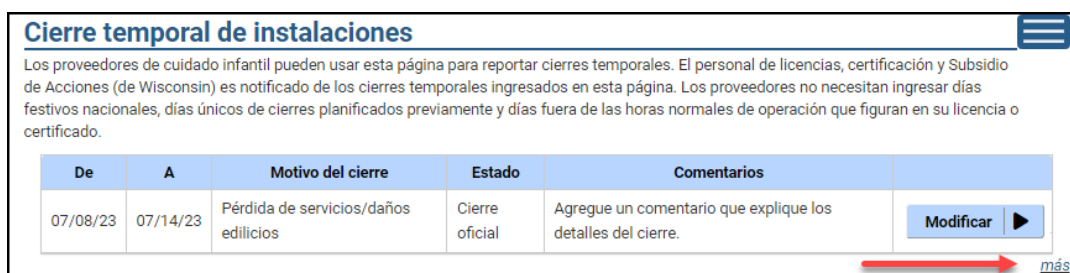 Cierre temporal de instalaciones
Los proveedores de cuidado infantil pueden usar esta página para reportar cierres temporales. El personal de licencias, certificación y Subsidio
de Acciones (de Wisconsin) es notificado de los cierres temporales ingresados en esta página. Los proveedores no necesitan ingresar días
festivos nacionales, días únicos de cierres planificados previamente y días fuera de las horas normales de operación que figuran en su licencia o
certificado.
De A Motivo del cierre Estado Comentarios
07/08/23 07/14/23 Pérdida de servicios/daños edilicios Cierre oficial Agregue un comentario que explique los detalles del cierre. Modificar
más